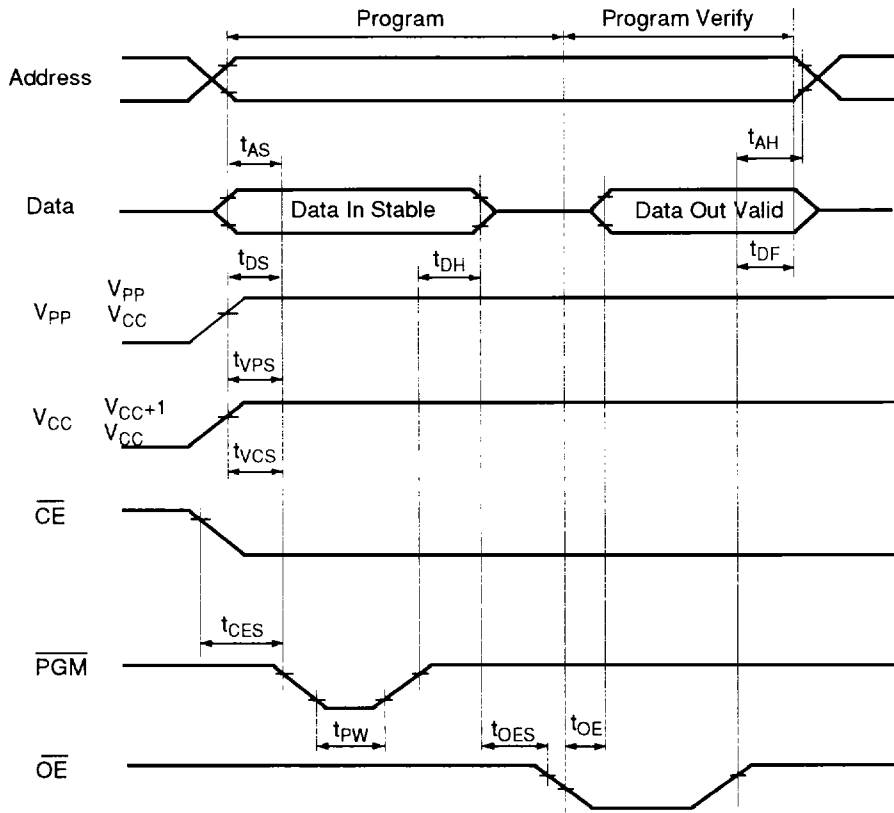 Program Program Verify
Address
tAS tAH
Data Data In Stable Data Out Valid
tDS tDH tDF
VPP VPP
VCC
tVPS
VCC VCC+1
VCC
tVCS
CE
tCES
PGM
tPW tOES tOE
OE